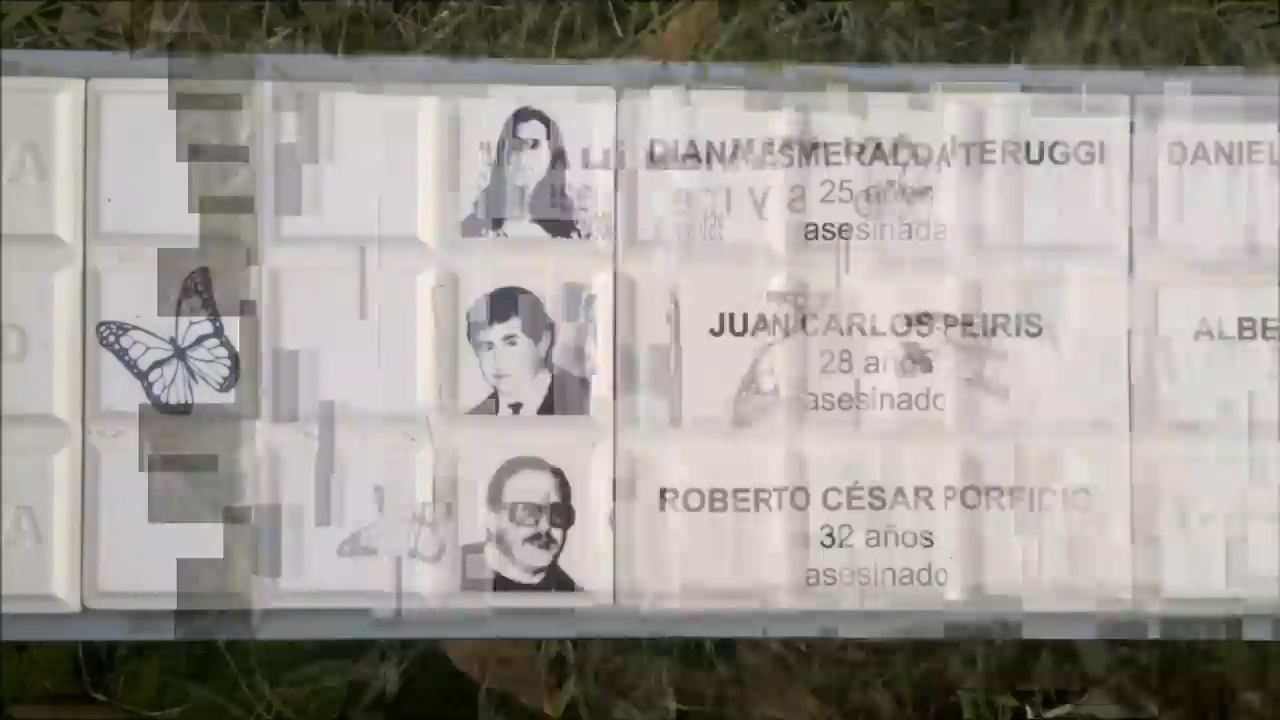 DIANA ESMERALDA TERUGGI
25 años
asesinada
JUAN CARLOS PEIRIS
28 años
asesinado
ROBERTO CÉSAR PORFIDIO
32 años
asesinado
DANIEL
ALBE
A
D
A